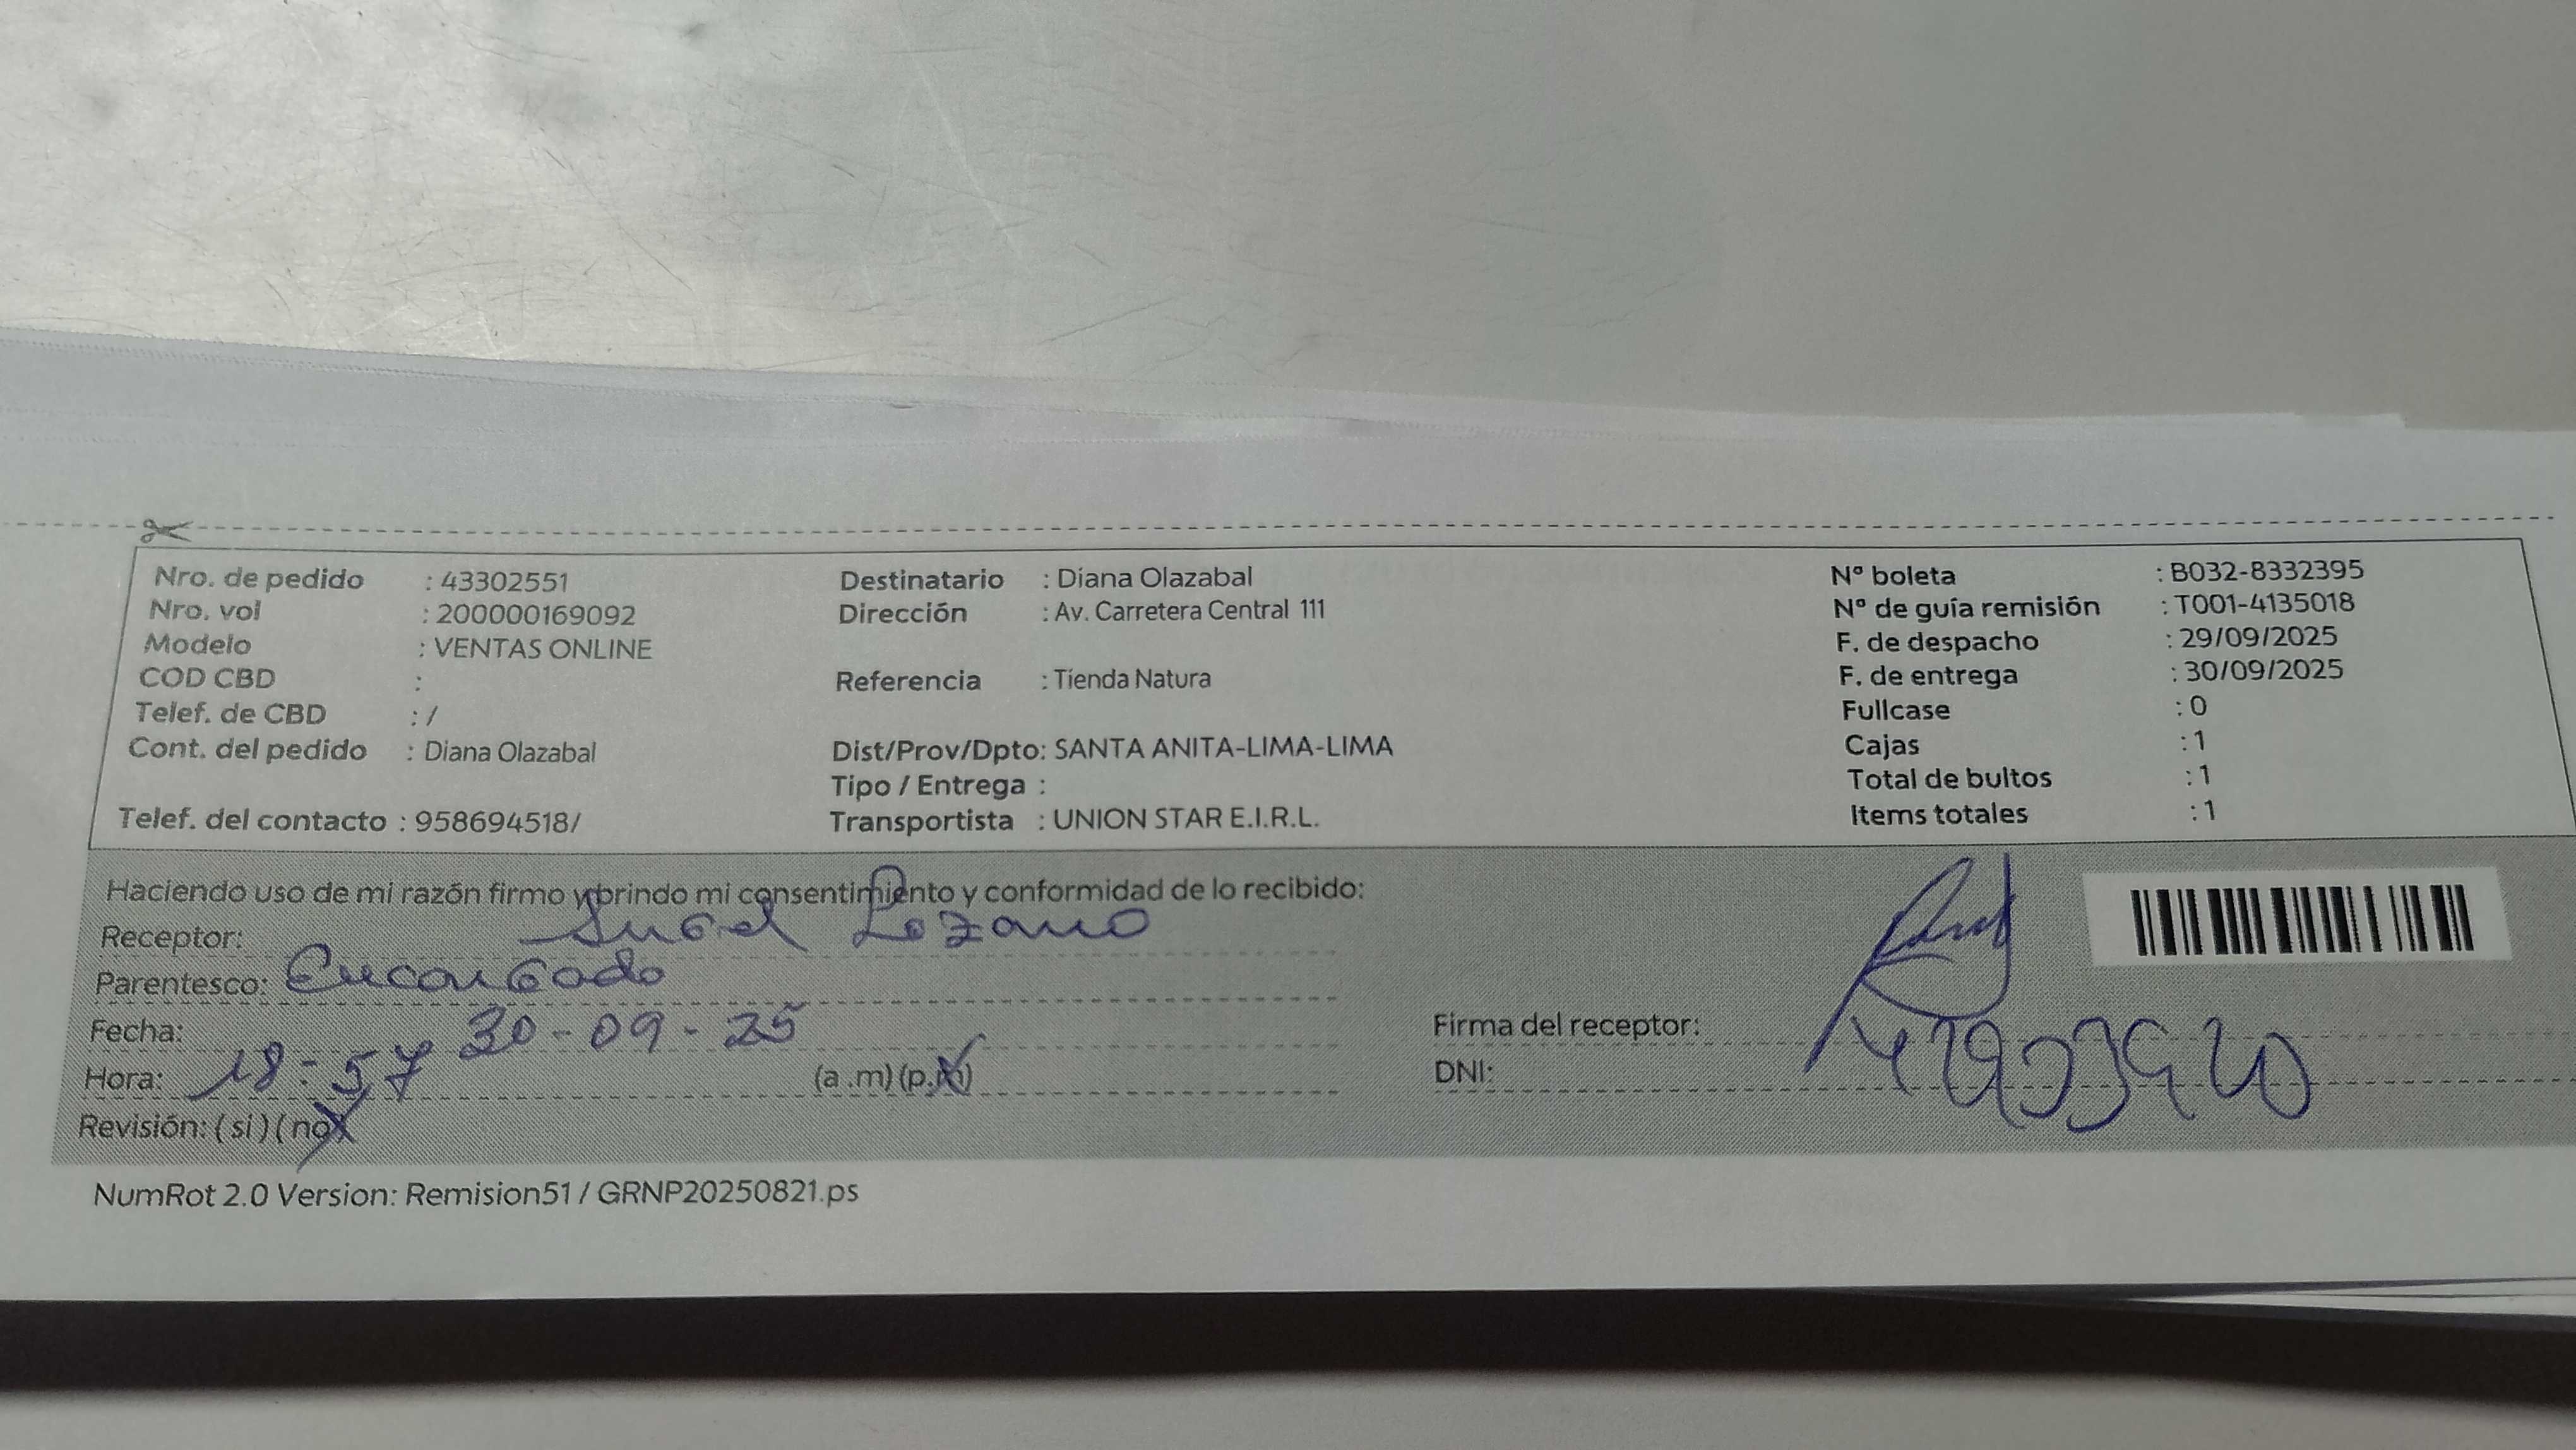 Nro. de pedido : 43302551
Nro. vol : 200000169092
Modelo : VENTAS ONLINE
COD CBD :
Telef. de CBD : /
Cont. del pedido : Diana Olazabal
Telef. del contacto : 958694518/
Destinatario : Diana Olazabal
Dirección : Av. Carretera Central 111
Referencia : Tienda Natura
Dist/Prov/Dpto: SANTA ANITA-LIMA-LIMA
Tipo / Entrega :
Transportista : UNION STAR E.I.R.L.
Nº boleta : B032-8332395
Nº de guía remisión : T001-4135018
F. de despacho : 29/09/2025
F. de entrega : 30/09/2025
Fullcase : 0
Cajas : 1
Total de bultos : 1
Items totales : 1
Haciendo uso de mi razón firmo y brindo mi consentimiento y conformidad de lo recibido:
Receptor: Angel Lozano
Parentesco: Encargado
Fecha: 30-09-25
Hora: 18:57 (a.m) (p.m)
Revisión: (si) (no)
Firma del receptor:
DNI:
NumRot 2.0 Version: Remision51 / GRNP20250821.ps